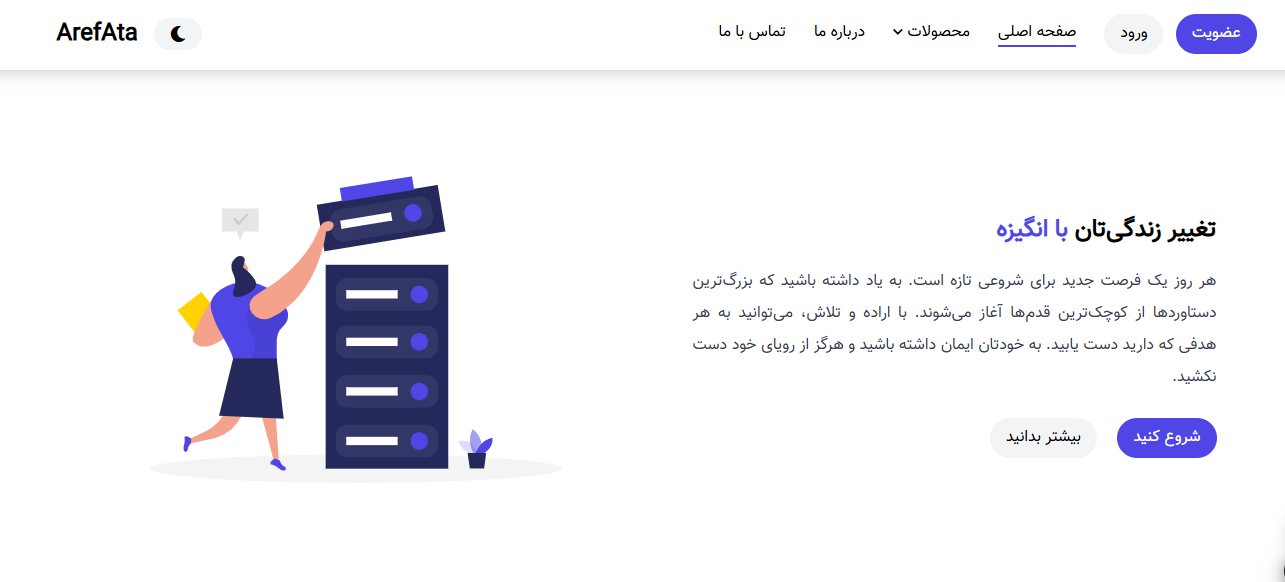 عضویت
ورود
صفحه اصلی
محصولات
درباره ما
تماس با ما
ArefAta
تغییر زندگی‌تان با انگیزه
هر روز یک فرصت جدید برای شروعی تازه است. به یاد داشته باشید که بزرگ‌ترین
دستاوردها از کوچک‌ترین قدم‌ها آغاز می‌شوند. با اراده و تلاش، می‌توانید به هر
هدفی که دارید دست یابید. به خودتان ایمان داشته باشید و هرگز از رویای خود دست
نکشید.
شروع کنید
بیشتر بدانید